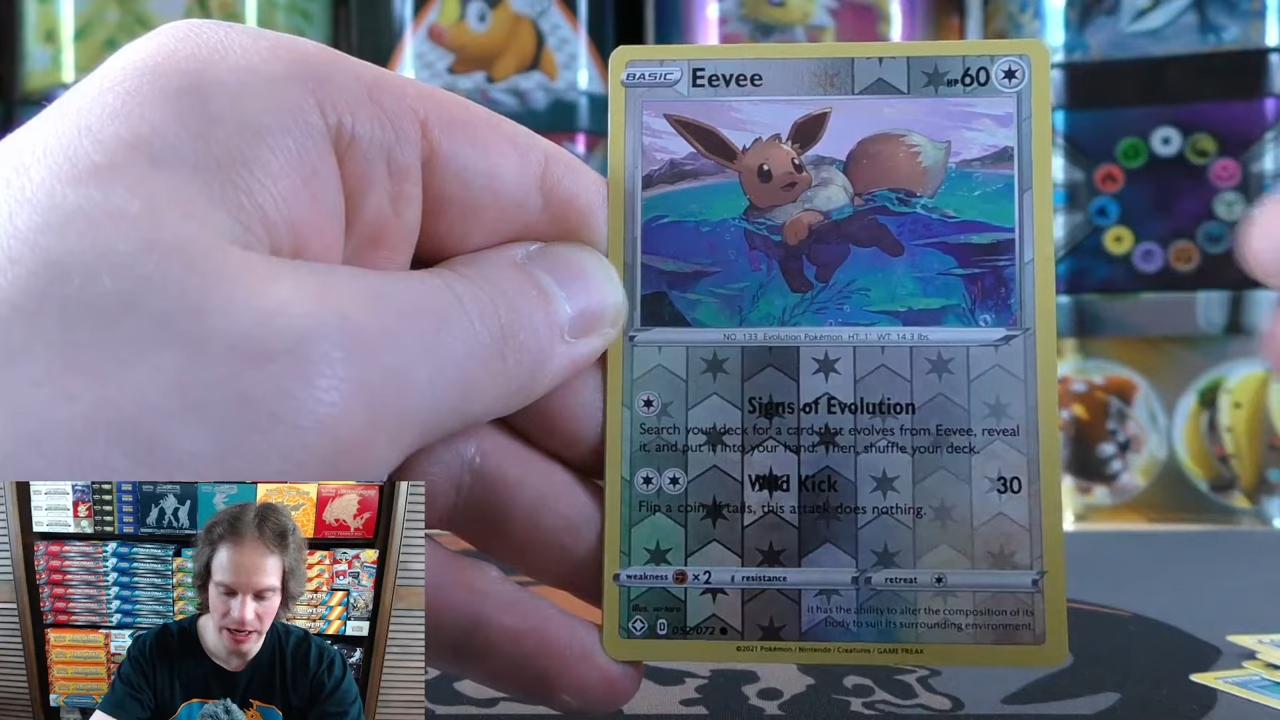 BASIC Eevee HP60
NO. 133 Evolution Pokémon HT: 1' WT: 14.3 lbs.
Signs of Evolution
Search your deck for a card that evolves from Eevee, reveal
it, and put it into your hand. Then, shuffle your deck.
Wild Kick 30
Flip a coin. If tails, this attack does nothing.
weakness ×2 resistance retreat
Illus.
It has the ability to alter the composition of its
body to suit its surrounding environment.
D 052/072
©2021 Pokémon / Nintendo / Creatures / GAME FREAK